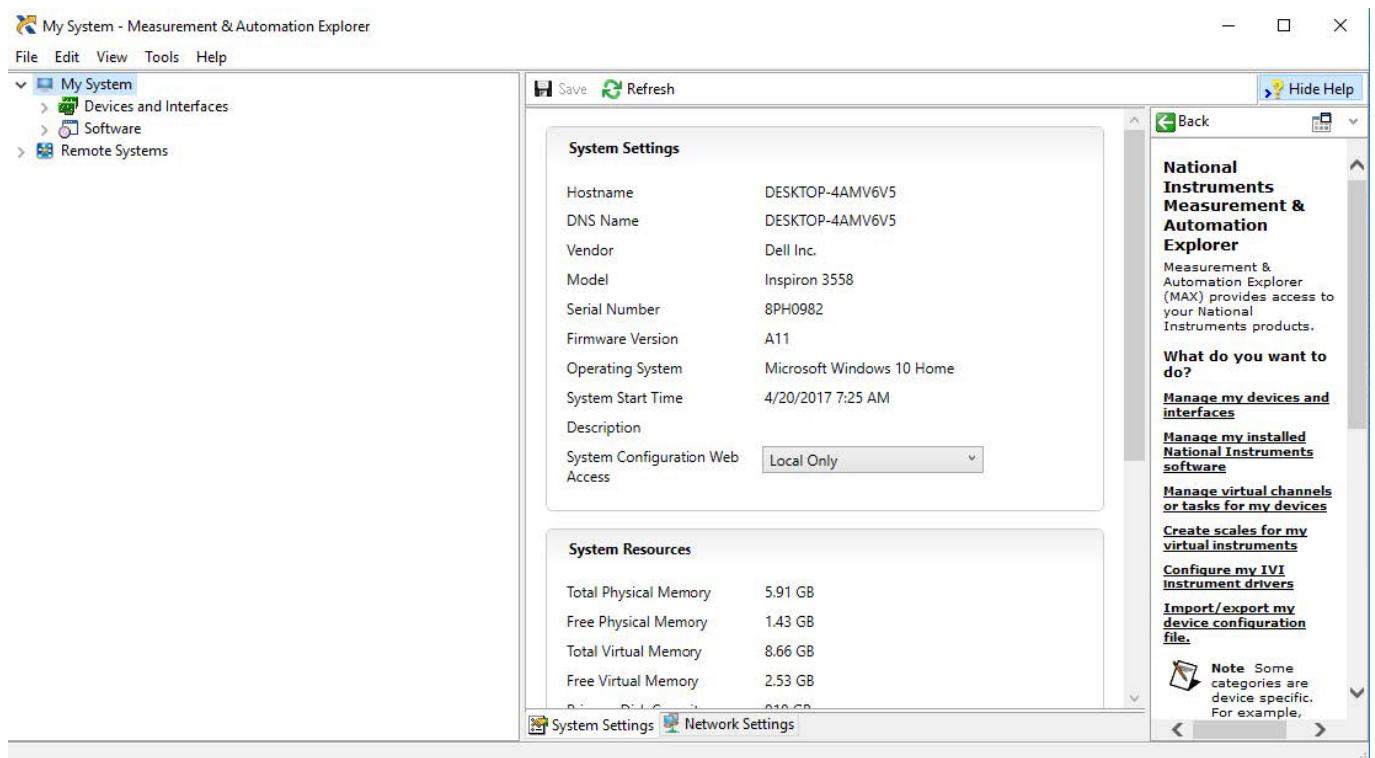 My System - Measurement & Automation Explorer
File Edit View Tools Help
My System
Devices and Interfaces
Software
Remote Systems
Save Refresh
Hide Help
System Settings
Hostname DESKTOP-4AMV6V5
DNS Name DESKTOP-4AMV6V5
Vendor Dell Inc.
Model Inspiron 3558
Serial Number 8PH0982
Firmware Version A11
Operating System Microsoft Windows 10 Home
System Start Time 4/20/2017 7:25 AM
Description
System Configuration Web Local Only
Access
System Resources
Total Physical Memory 5.91 GB
Free Physical Memory 1.43 GB
Total Virtual Memory 8.66 GB
Free Virtual Memory 2.53 GB
System Settings Network Settings
Back
National
Instruments
Measurement &
Automation
Explorer
Measurement &
Automation Explorer
(MAX) provides access to
your National
Instruments products.
What do you want to
do?
Manage my devices and
interfaces
Manage my installed
National Instruments
software
Manage virtual channels
or tasks for my devices
Create scales for my
virtual instruments
Configure my IVI
instrument drivers
Import/export my
device configuration
file.
Note Some
categories are
device specific.
For example,